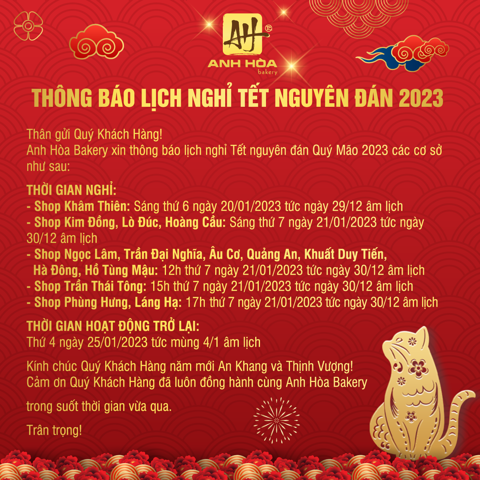 AH
ANH HÒA
bakery
THÔNG BÁO LỊCH NGHỈ TẾT NGUYÊN ĐÁN 2023
Thân gửi Quý Khách Hàng!
Anh Hòa Bakery xin thông báo lịch nghỉ Tết nguyên đán Quý Mão 2023 các cơ sở
như sau:
THỜI GIAN NGHỈ:
- Shop Khâm Thiên: Sáng thứ 6 ngày 20/01/2023 tức ngày 29/12 âm lịch
- Shop Kim Đồng, Lò Đúc, Hoàng Cầu: Sáng thứ 7 ngày 21/01/2023 tức ngày
30/12 âm lịch
- Shop Ngọc Lâm, Trần Đại Nghĩa, Âu Cơ, Quảng An, Khuất Duy Tiến,
Hà Đông, Hồ Tùng Mậu: 12h thứ 7 ngày 21/01/2023 tức ngày 30/12 âm lịch
- Shop Trần Thái Tông: 15h thứ 7 ngày 21/01/2023 tức ngày 30/12 âm lịch
- Shop Phùng Hưng, Láng Hạ: 17h thứ 7 ngày 21/01/2023 tức ngày 30/12 âm lịch
THỜI GIAN HOẠT ĐỘNG TRỞ LẠI:
Thứ 4 ngày 25/01/2023 tức mùng 4/1 âm lịch
Kính chúc Quý Khách Hàng năm mới An Khang và Thịnh Vượng!
Cảm ơn Quý Khách Hàng đã luôn đồng hành cùng Anh Hòa Bakery
trong suốt thời gian vừa qua.
Trân trọng!